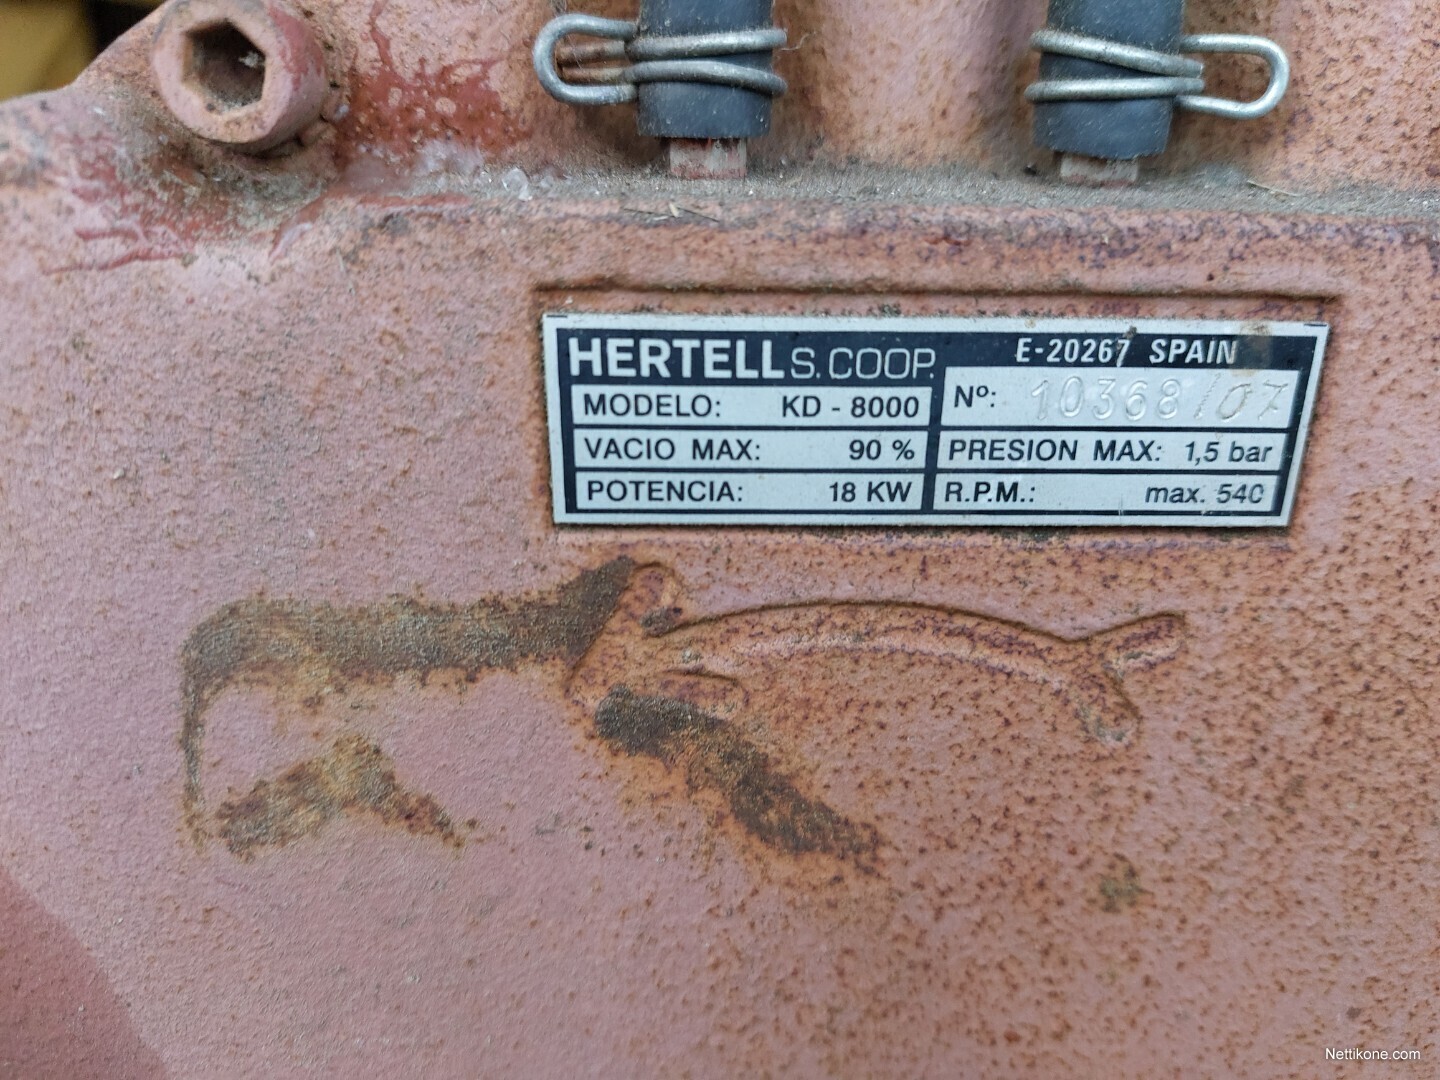 HERTELL S. COOP.
E-20267 SPAIN
MODELO: KD - 8000
Nº: 10368/07
VACIO MAX: 90 %
PRESION MAX: 1,5 bar
POTENCIA: 18 KW
R.P.M.: max. 540
Nettikone.com